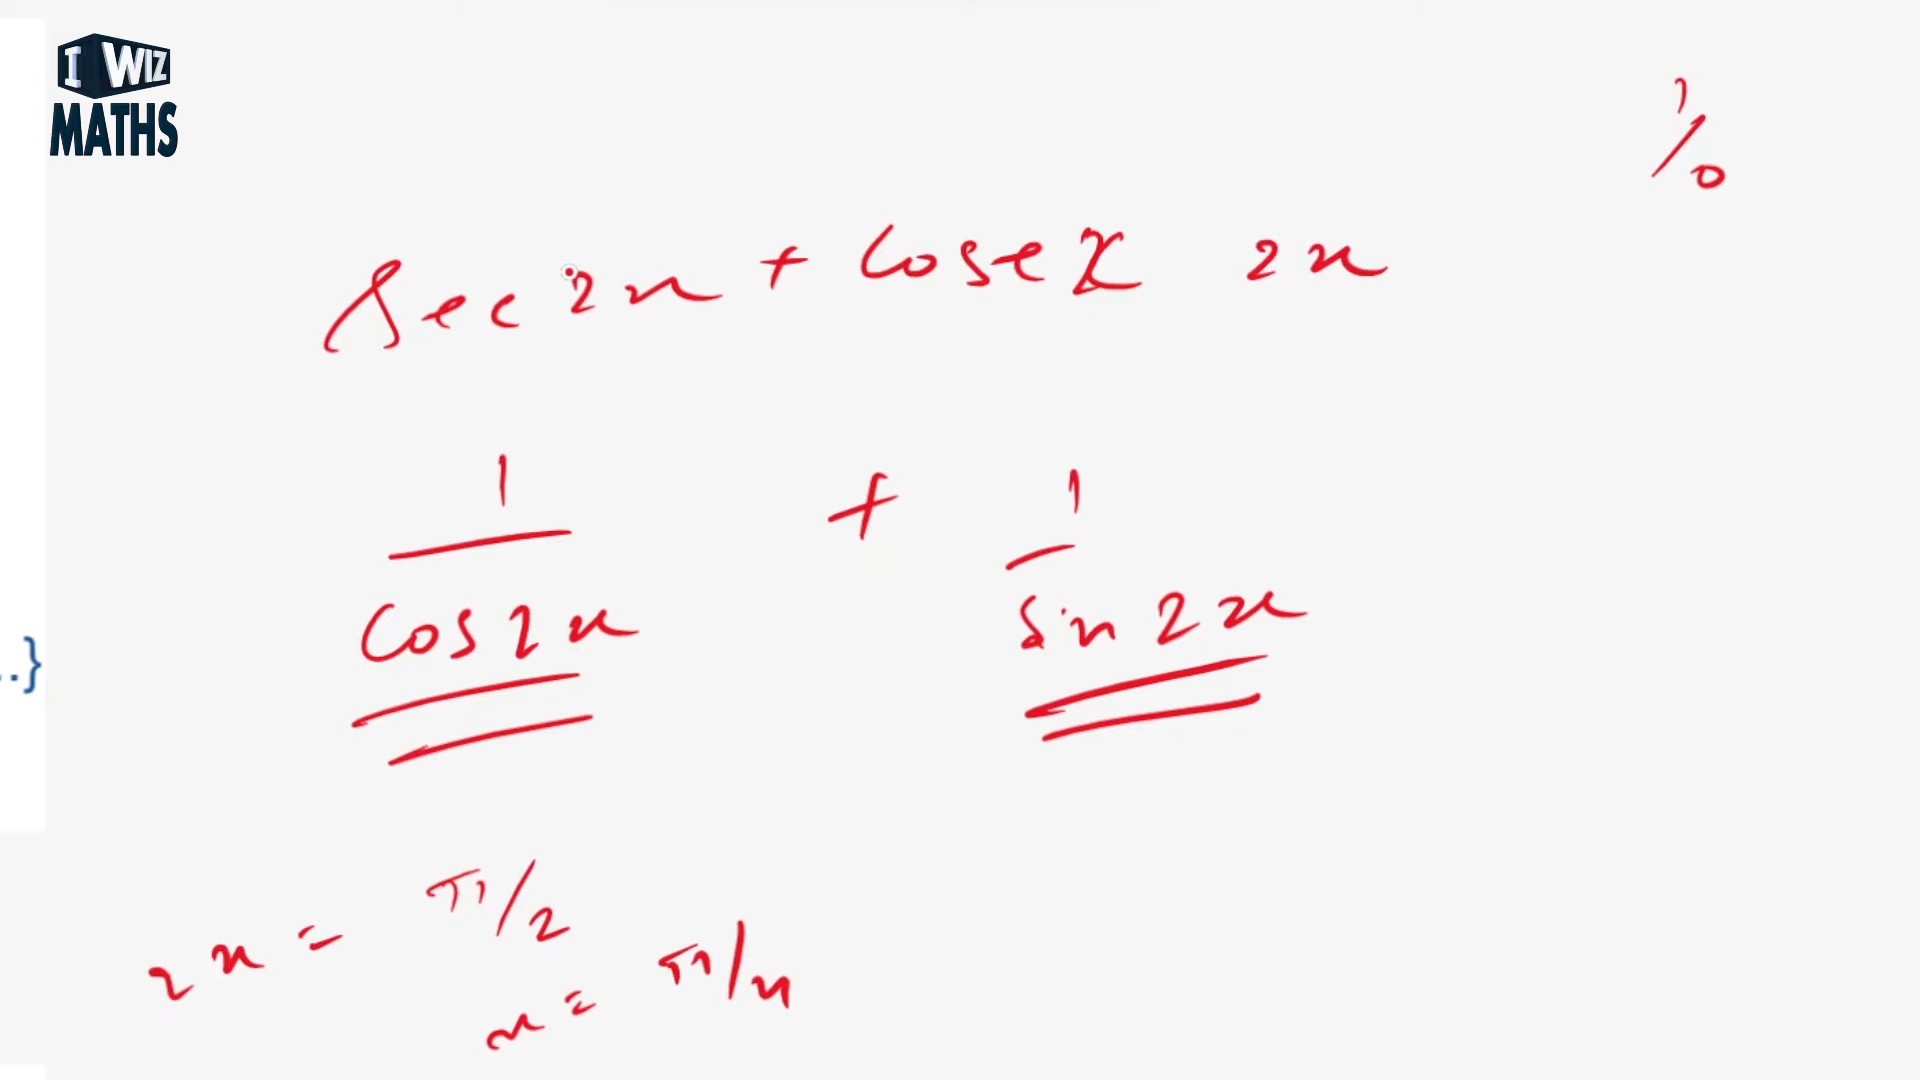 I WIZ
MATHS
1/0
Sec 2x + Cosec 2x
1 + 1
Cos 2x Sin 2x
..}
2x = π/2
x = π/4